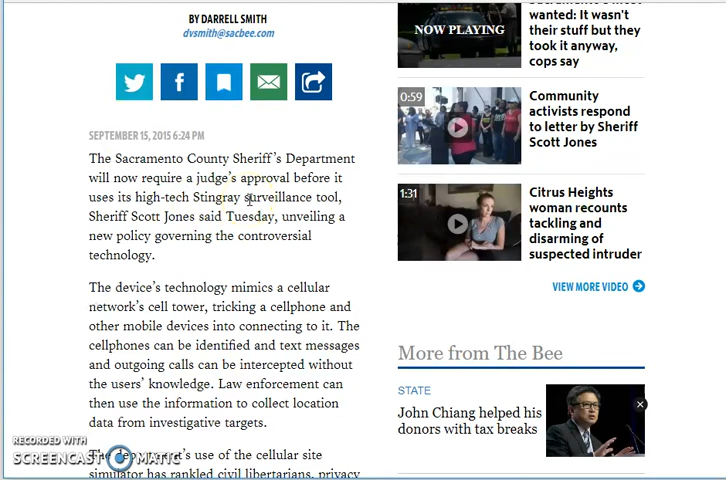 BY DARRELL SMITH
dvsmith@sacbee.com
SEPTEMBER 15, 2015 6:24 PM
The Sacramento County Sheriff's Department
will now require a judge's approval before it
uses its high-tech Stingray surveillance tool,
Sheriff Scott Jones said Tuesday, unveiling a
new policy governing the controversial
technology.
The device's technology mimics a cellular
network's cell tower, tricking a cellphone and
other mobile devices into connecting to it. The
cellphones can be identified and text messages
and outgoing calls can be intercepted without
the users' knowledge. Law enforcement can
then use the information to collect location
data from investigative targets.
The department's use of the cellular site
simulator has rankled civil libertarians, privacy
RECORDED WITH
SCREENCAST MATIC
NOW PLAYING
Sacramento's most
wanted: It wasn't
their stuff but they
took it anyway,
cops say
0:59
Community
activists respond
to letter by Sheriff
Scott Jones
1:31
Citrus Heights
woman recounts
tackling and
disarming of
suspected intruder
VIEW MORE VIDEO
More from The Bee
STATE
John Chiang helped his
donors with tax breaks